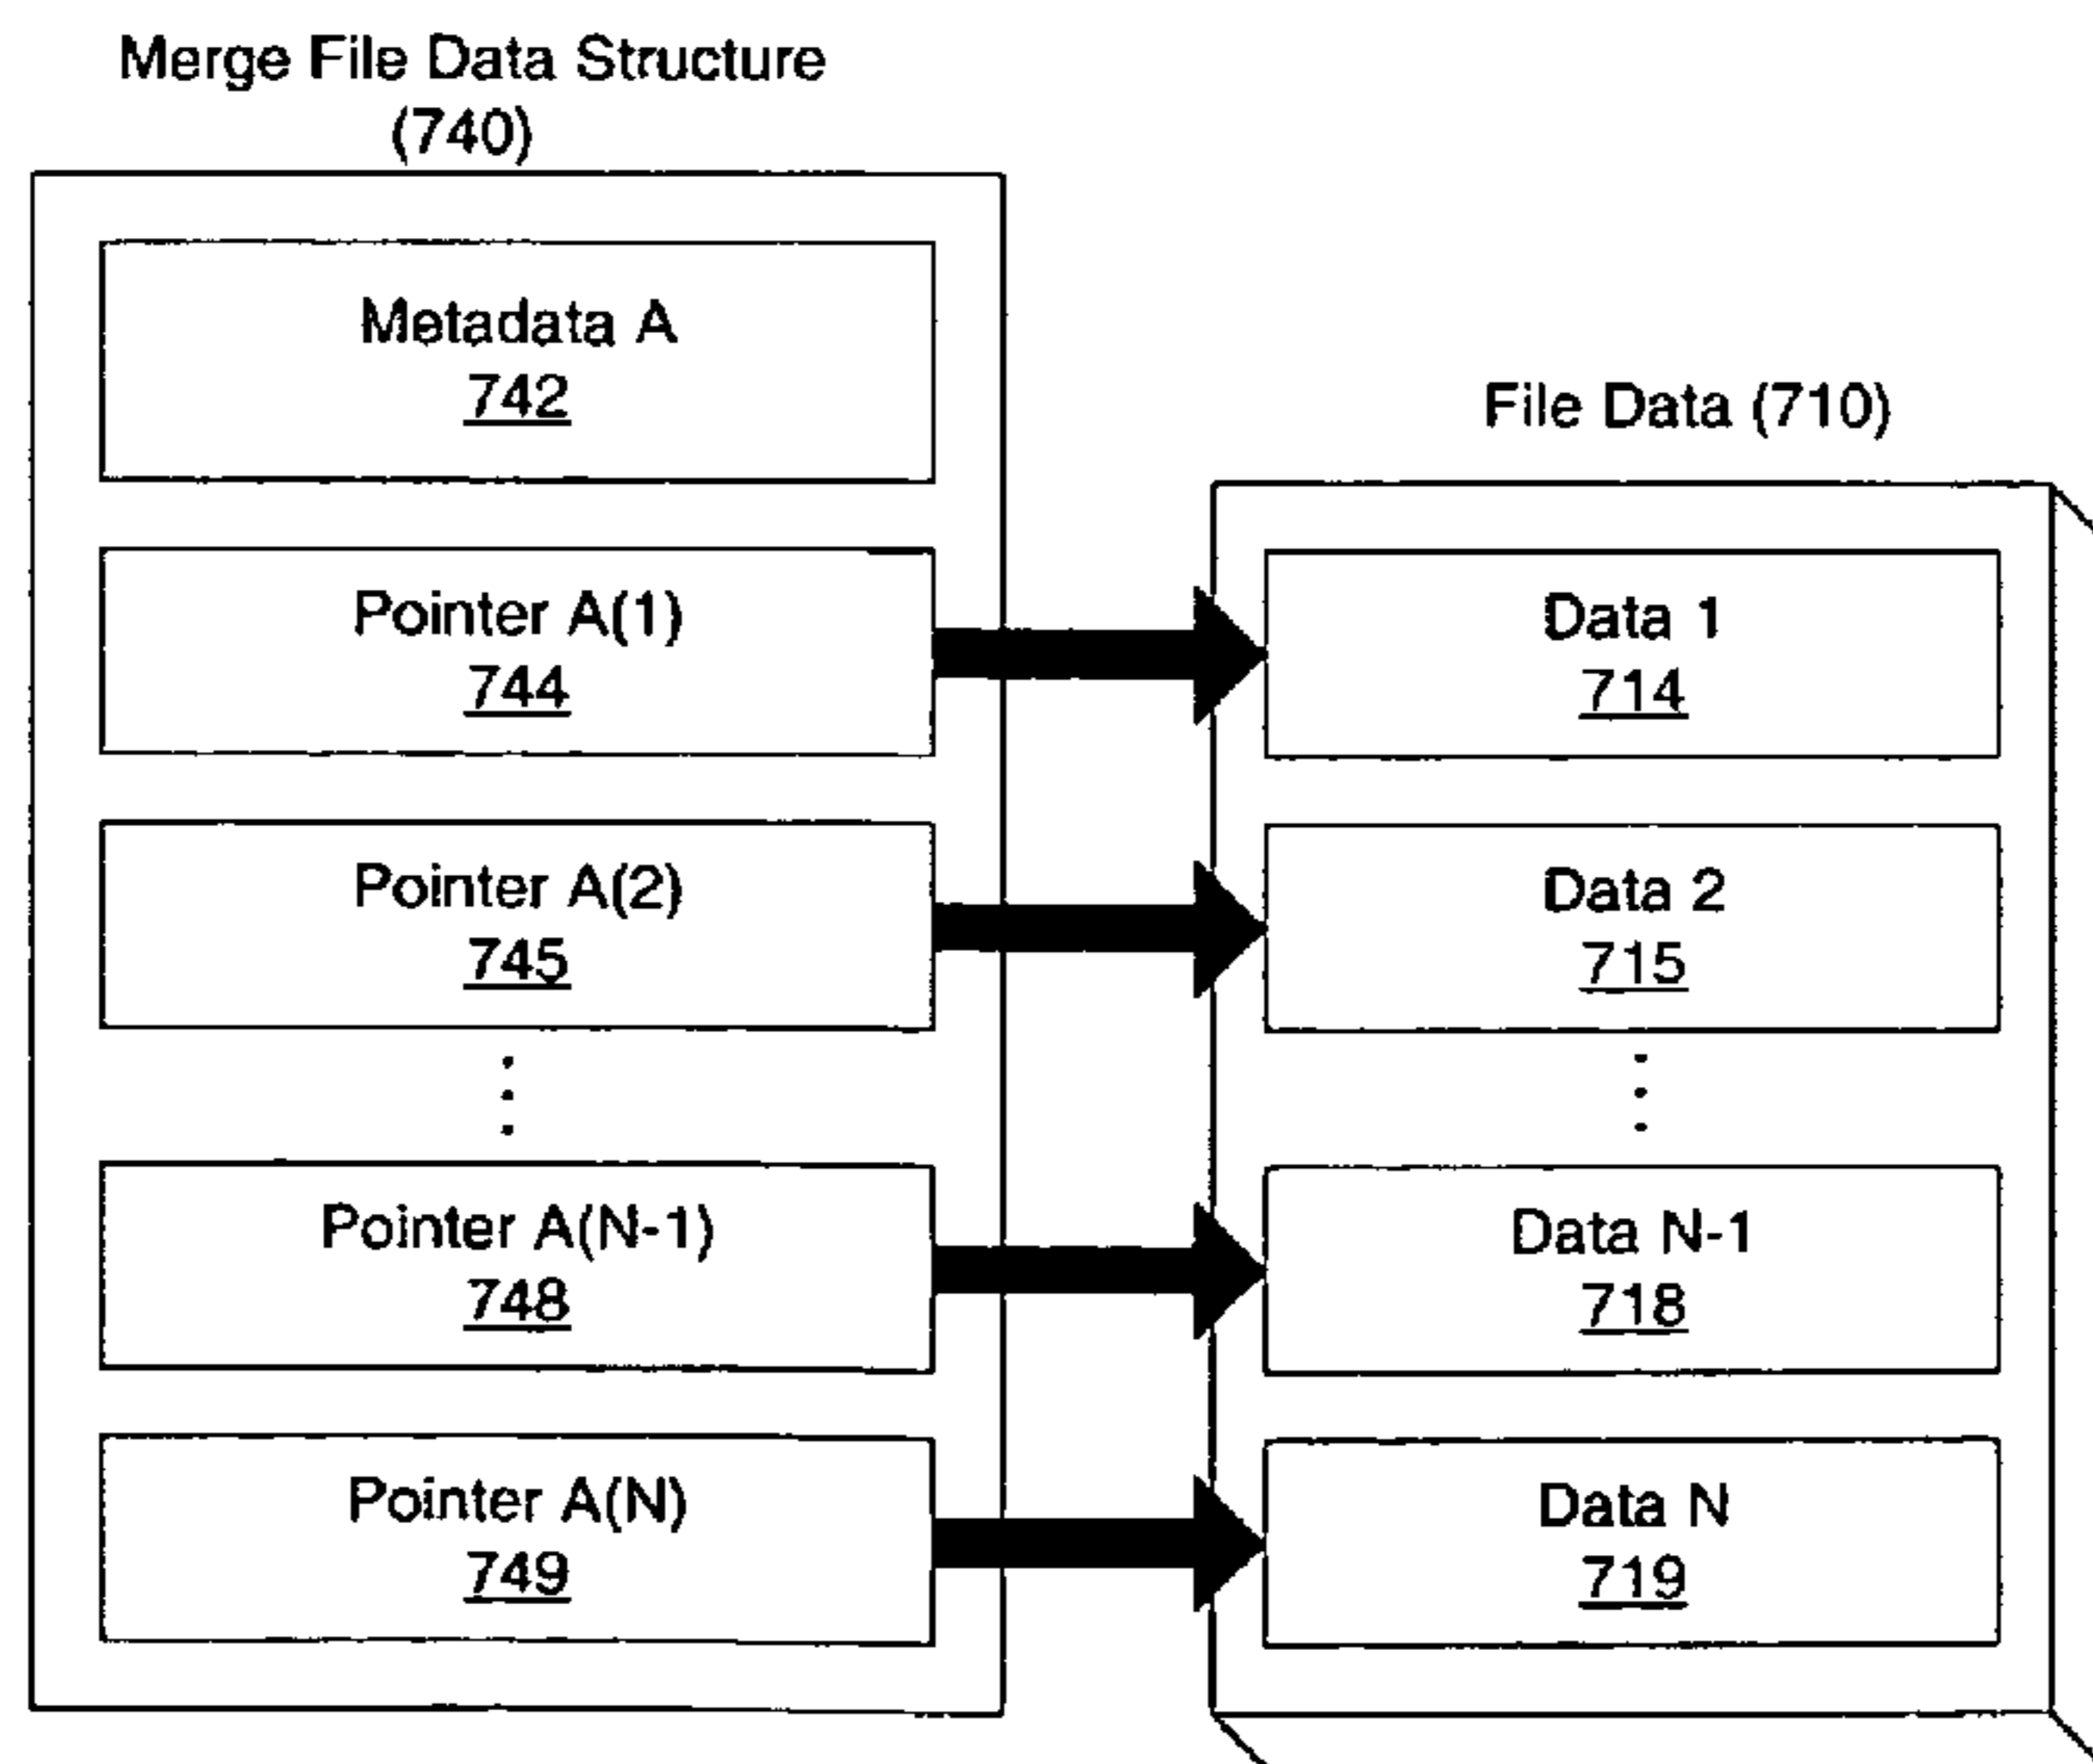 Merge File Data Structure
(740)
Metadata A
742
Pointer A(1)
744
Pointer A(2)
745
Pointer A(N-1)
748
Pointer A(N)
749
File Data (710)
Data 1
714
Data 2
715
Data N-1
718
Data N
719